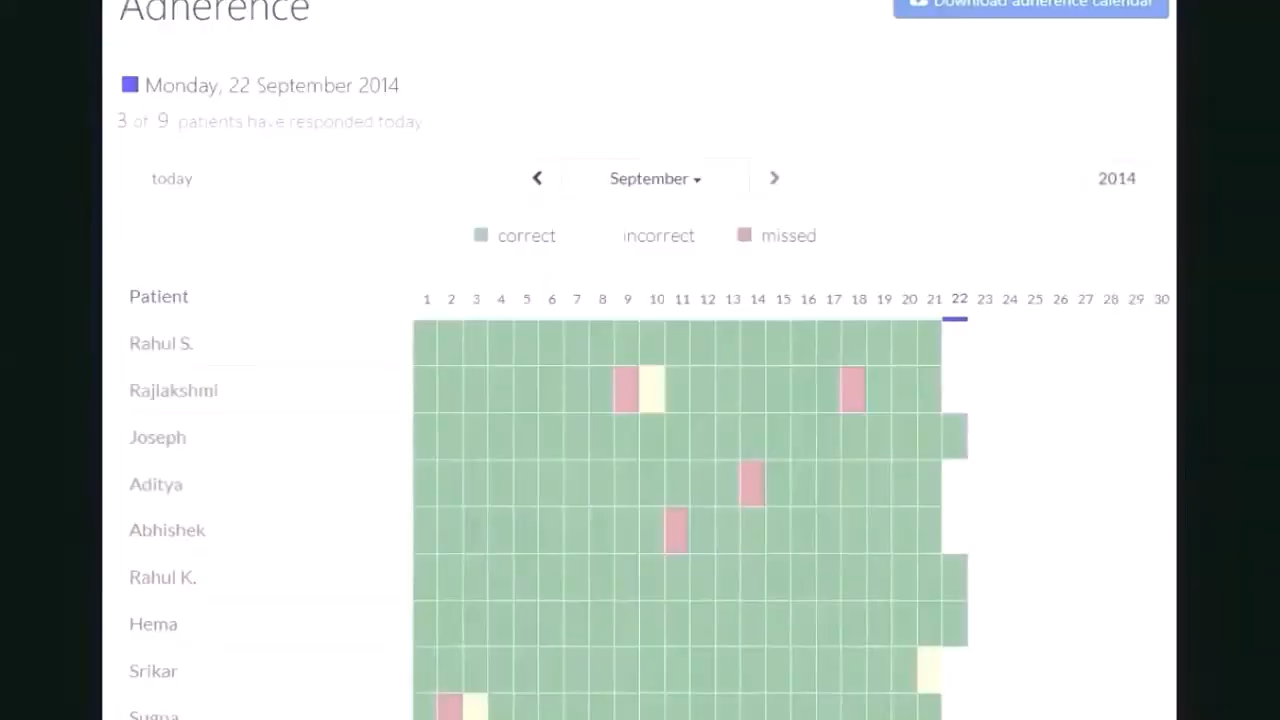 Adherence
Download adherence calendar
Monday, 22 September 2014
3 of 9 patients have responded today
today
September
2014
correct incorrect missed
Patient 1 2 3 4 5 6 7 8 9 10 11 12 13 14 15 16 17 18 19 20 21 22 23 24 25 26 27 28 29 30
Rahul S.
Rajlakshmi
Joseph
Aditya
Abhishek
Rahul K.
Hema
Srikar
Sugna